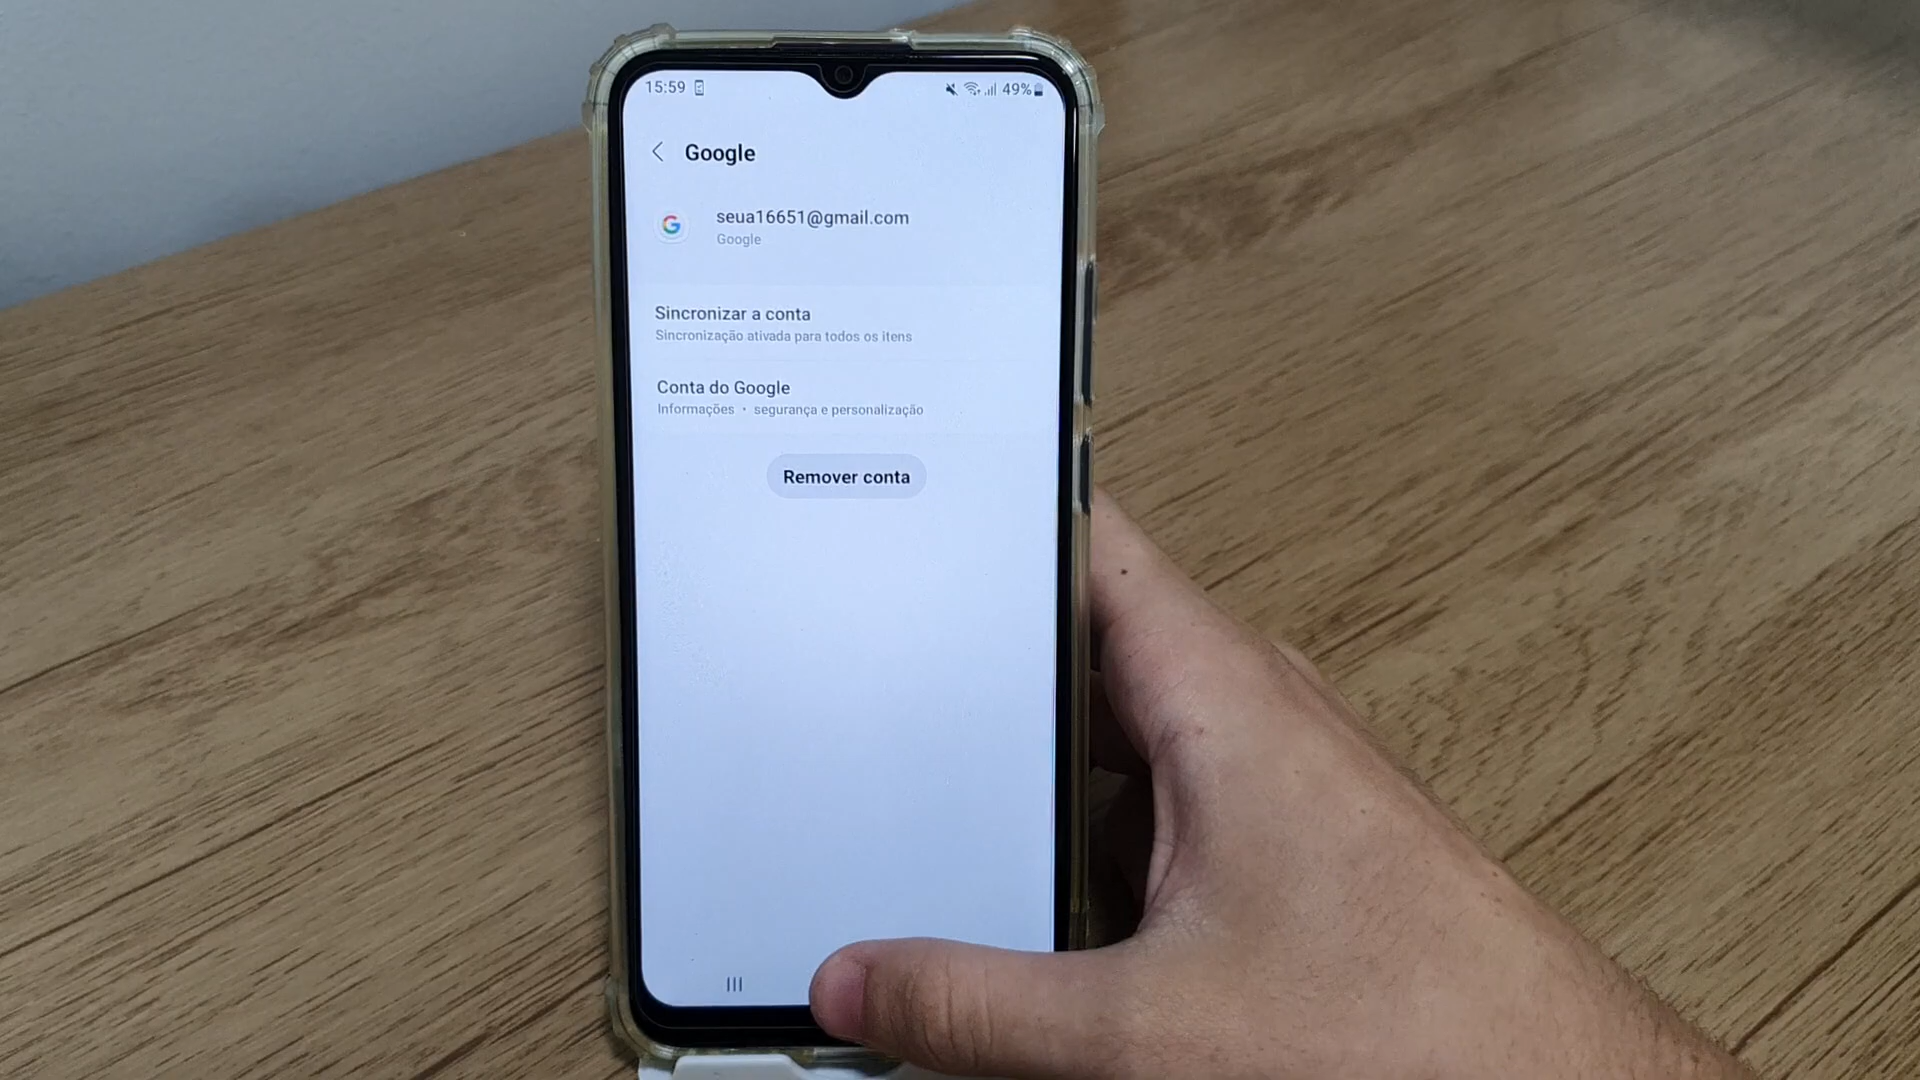 15:59 49%
Google
seua16651@gmail.com
Google
Sincronizar a conta
Sincronização ativada para todos os itens
Conta do Google
Informações • segurança e personalização
Remover conta